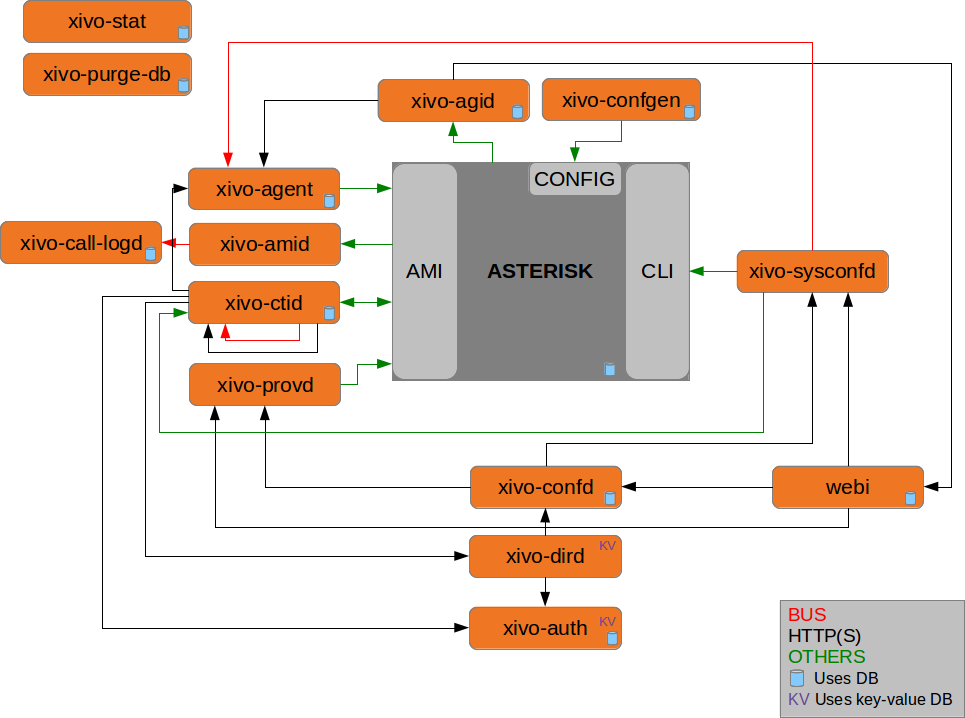 xivo-stat
xivo-purge-db
xivo-agid
xivo-confgen
CONFIG
xivo-agent
xivo-call-logd
xivo-amid
AMI
ASTERISK
CLI
xivo-sysconfd
xivo-ctid
xivo-provd
xivo-confd
webi
xivo-dird
KV
xivo-auth
KV
BUS
HTTP(S)
OTHERS
Uses DB
KV Uses key-value DB